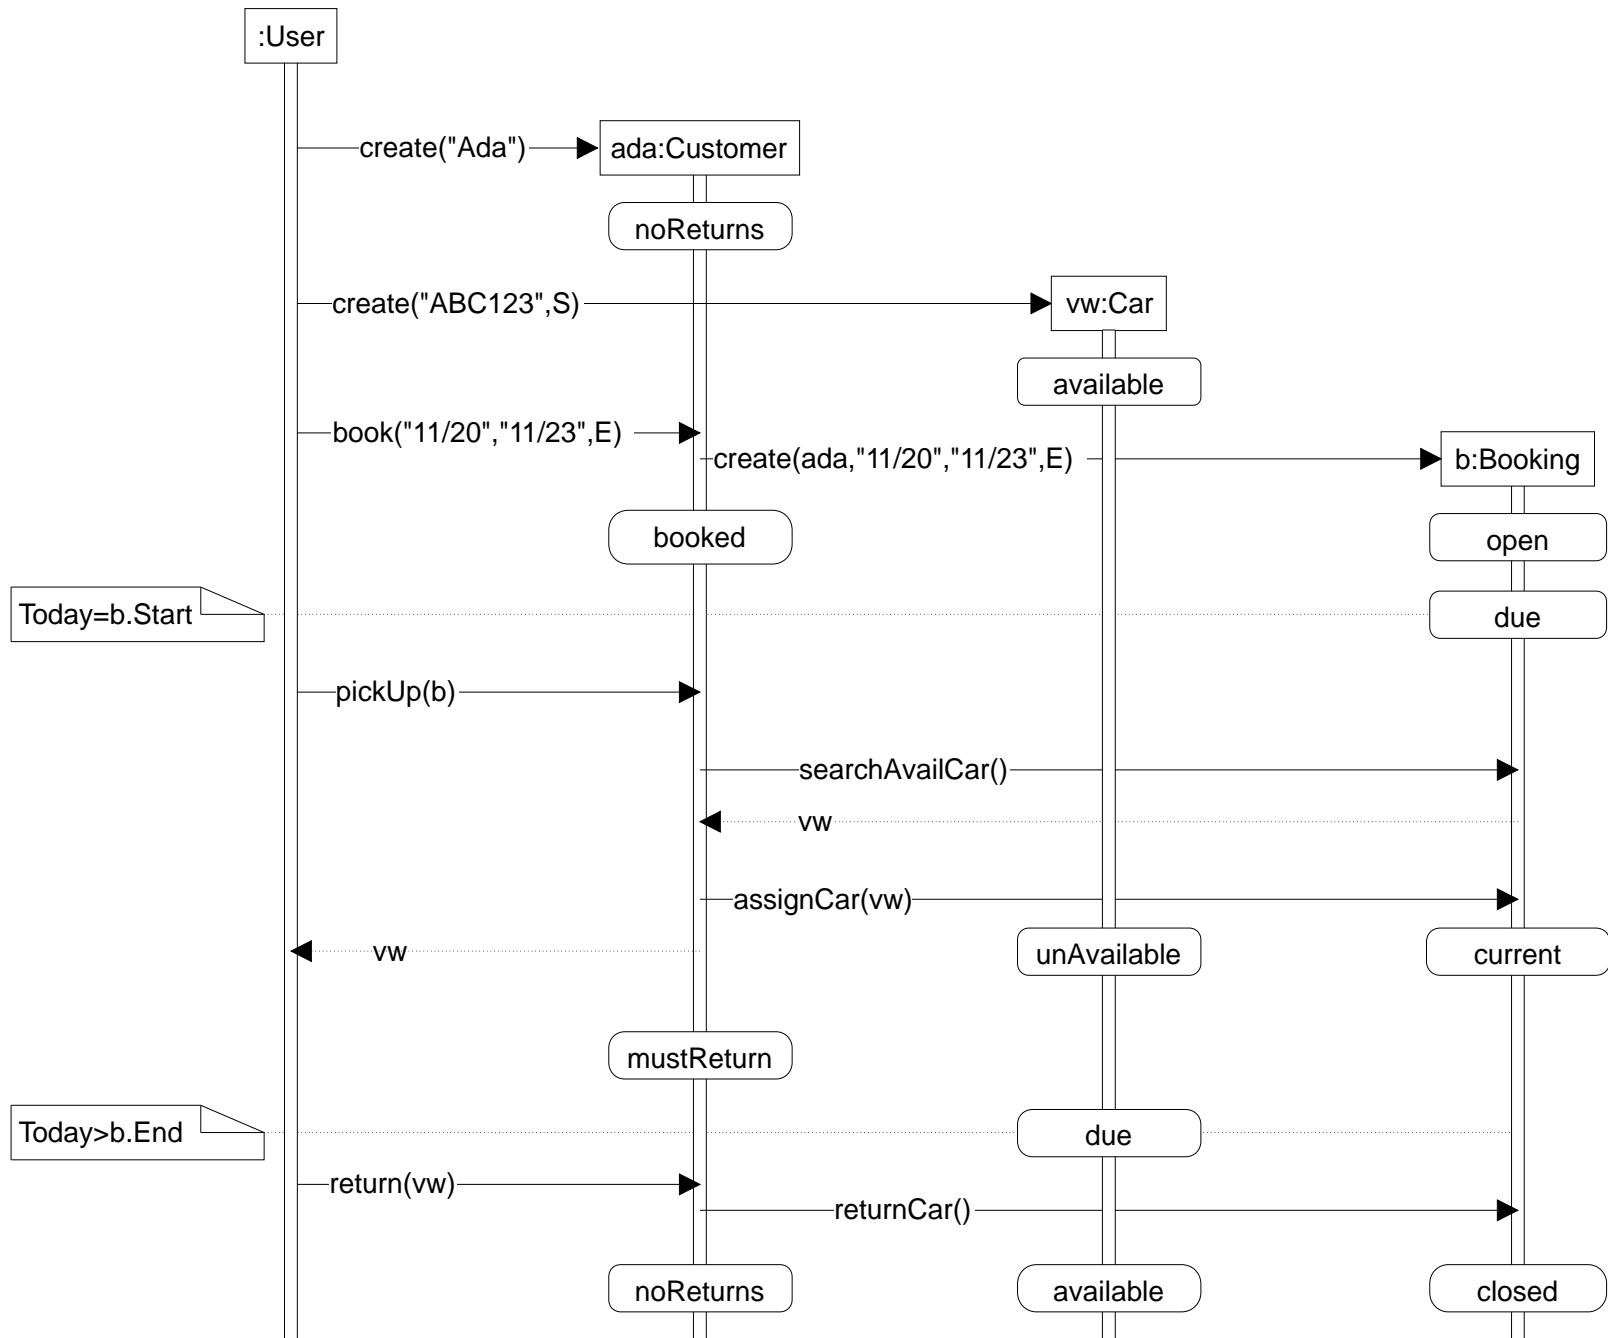 :User
create("Ada")
ada:Customer
noReturns
create("ABC123",S)
vw:Car
available
book("11/20","11/23",E)
create(ada,"11/20","11/23",E)
b:Booking
booked
open
Today=b.Start
due
pickUp(b)
searchAvailCar()
vw
assignCar(vw)
vw
unAvailable
current
mustReturn
Today>b.End
due
return(vw)
returnCar()
noReturns
available
closed